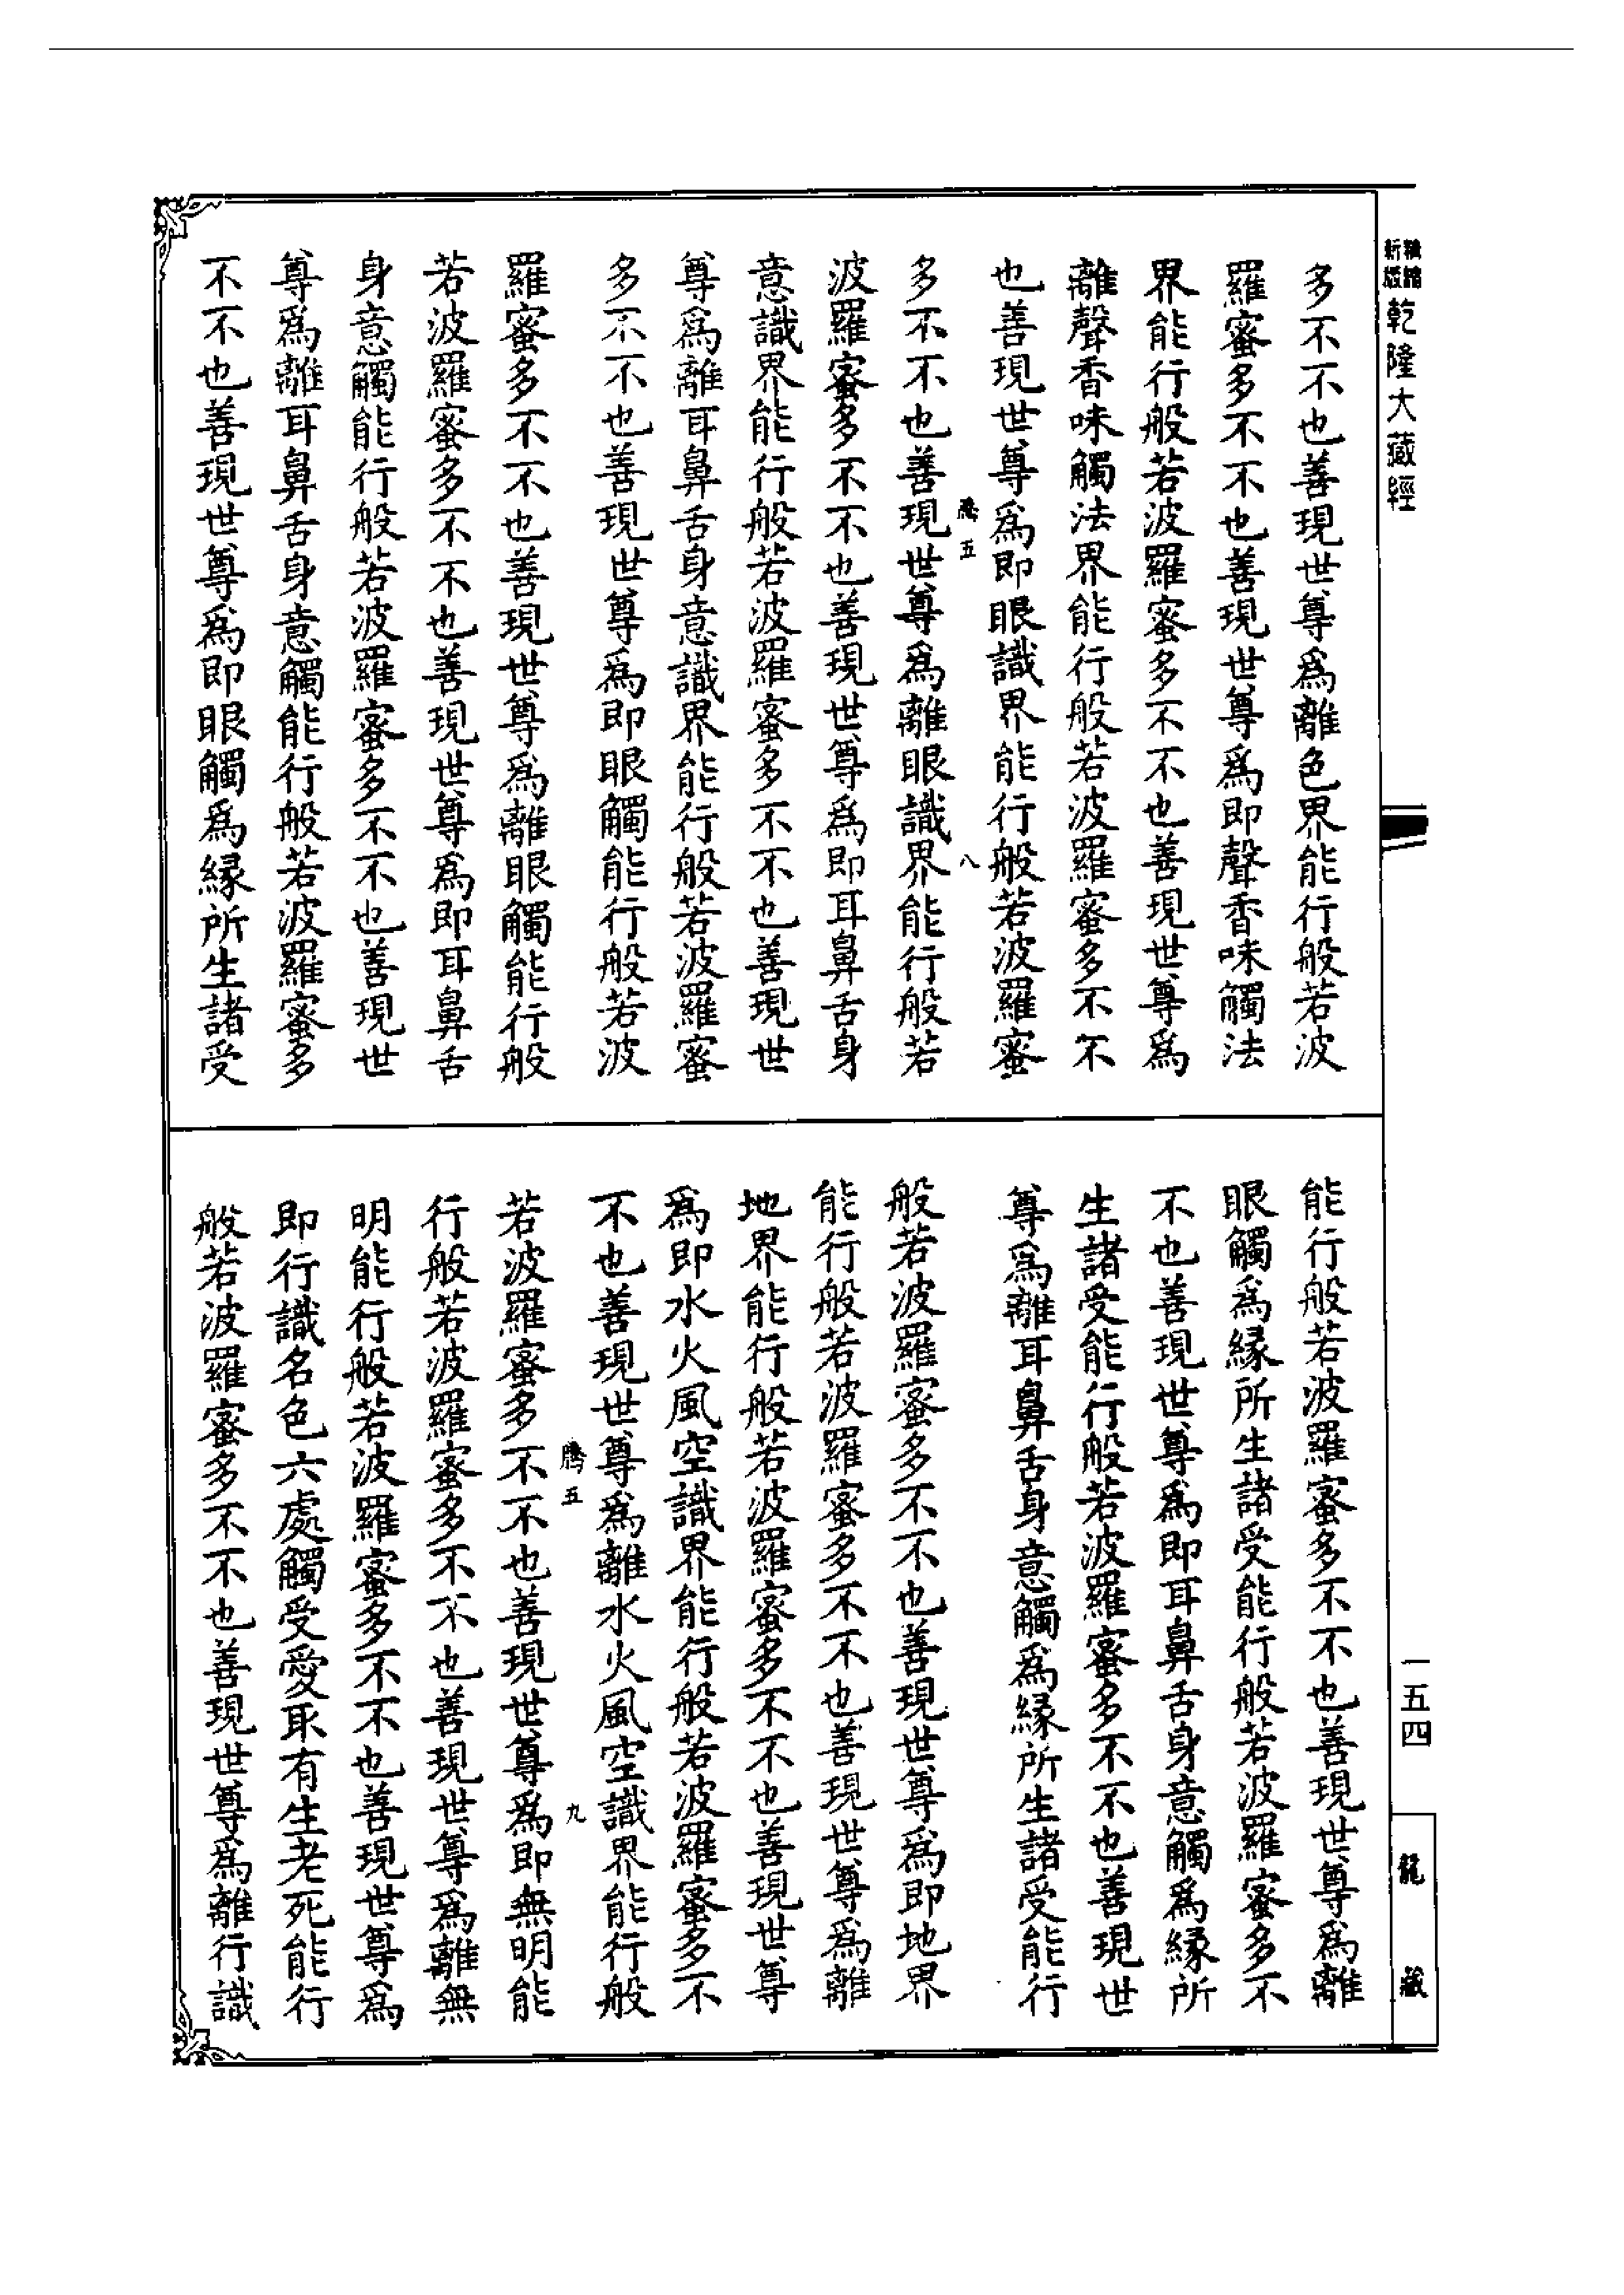 新版精縮乾隆大藏經
多不不也善現世尊爲離色界能行般若波
羅蜜多不不也善現世尊爲即聲香味觸法
界能行般若波羅蜜多不不也善現世尊爲
離聲香味觸法界能行般若波羅蜜多不不
也善現世尊爲即眼識界能行般若波羅蜜
騰五 八
多不不也善現世尊爲離眼識界能行般若
波羅蜜多不不也善現世尊爲即耳鼻舌身
意識界能行般若波羅蜜多不不也善現世
尊爲離耳鼻舌身意識界能行般若波羅蜜
多不不也善現世尊爲即眼觸能行般若波
羅蜜多不不也善現世尊爲離眼觸能行般
若波羅蜜多不不也善現世尊爲即耳鼻舌
身意觸能行般若波羅蜜多不不也善現世
尊爲離耳鼻舌身意觸能行般若波羅蜜多
不不也善現世尊爲即眼觸爲緣所生諸受
能行般若波羅蜜多不不也善現世尊爲離
眼觸爲緣所生諸受能行般若波羅蜜多不
不也善現世尊爲即耳鼻舌身意觸爲緣所
生諸受能行般若波羅蜜多不不也善現世
尊爲離耳鼻舌身意觸爲緣所生諸受能行
般若波羅蜜多不不也善現世尊爲即地界
能行般若波羅蜜多不不也善現世尊爲離
地界能行般若波羅蜜多不不也善現世尊
爲即水火風空識界能行般若波羅蜜多不
不也善現世尊爲離水火風空識界能行般
騰五 九
若波羅蜜多不不也善現世尊爲即無明能
行般若波羅蜜多不不也善現世尊爲離無
明能行般若波羅蜜多不不也善現世尊爲
即行識名色六處觸受愛取有生老死能行
般若波羅蜜多不不也善現世尊爲離行識
一五四
龍藏